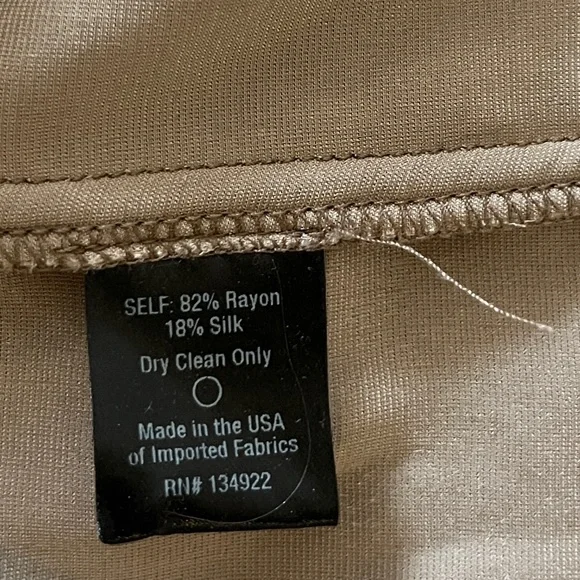 SELF: 82% Rayon
18% Silk
Dry Clean Only
Made in the USA
of Imported Fabrics
RN# 134922